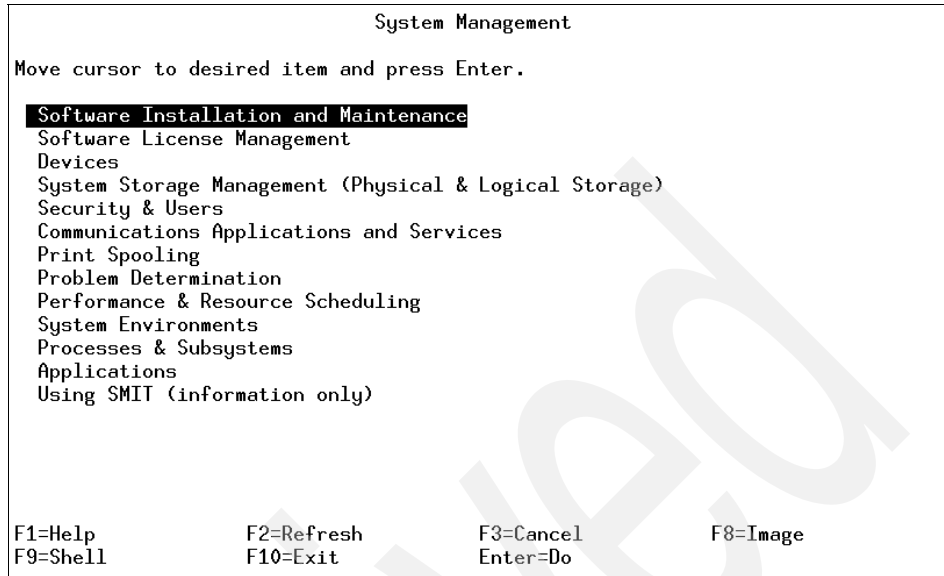 System Management
Move cursor to desired item and press Enter.
Software Installation and Maintenance
Software License Management
Devices
System Storage Management (Physical & Logical Storage)
Security & Users
Communications Applications and Services
Print Spooling
Problem Determination
Performance & Resource Scheduling
System Environments
Processes & Subsystems
Applications
Using SMIT (information only)
F1=Help F2=Refresh F3=Cancel F8=Image
F9=Shell F10=Exit Enter=Do